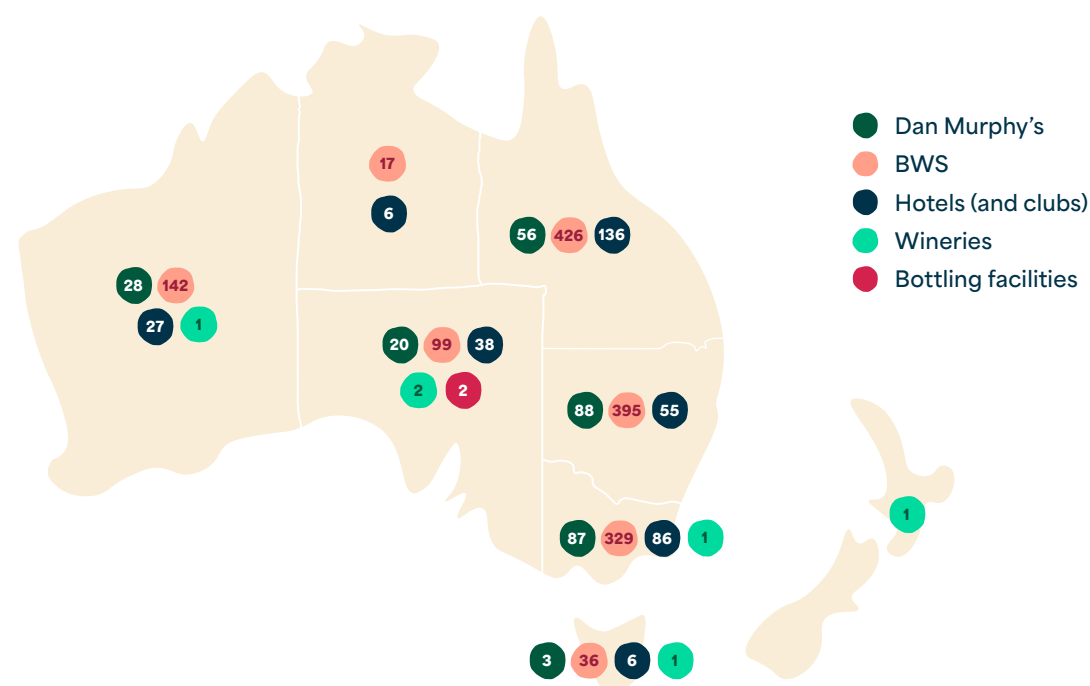 Dan Murphy's
BWS
Hotels (and clubs)
Wineries
Bottling facilities
17
6
56 426 136
28 142
27 1
20 99 38
2 2
88 395 55
1
87 329 86 1
3 36 6 1